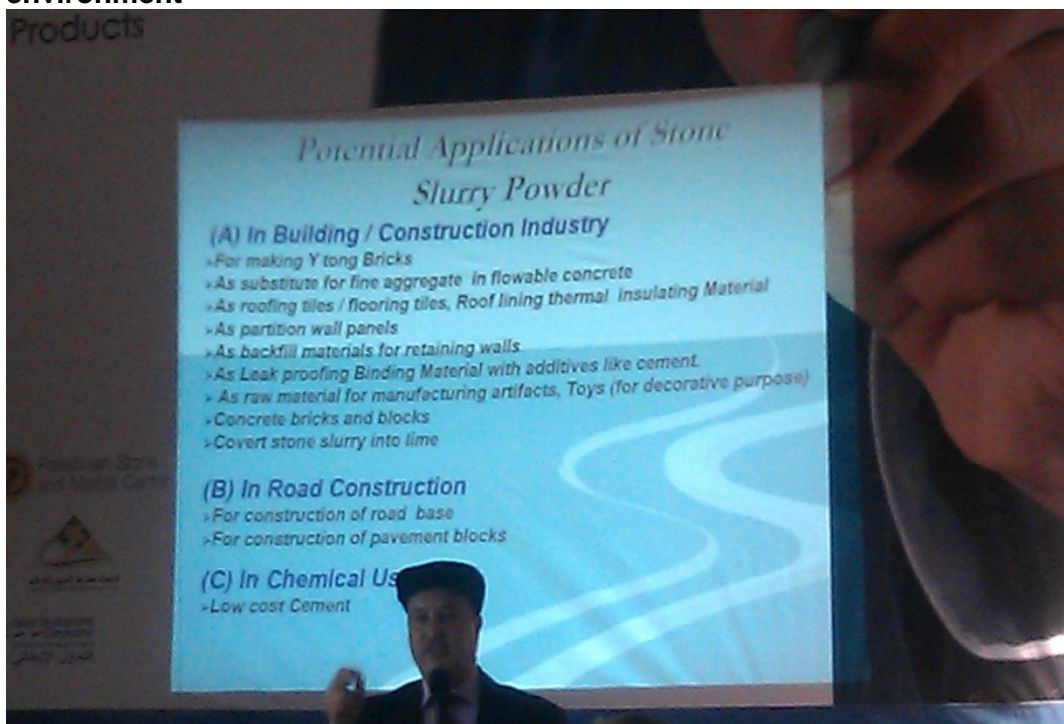 environment
Products
Potential Applications of Stone
Slurry Powder
(A) In Building / Construction Industry
➢For making Y tong Bricks
➢As substitute for fine aggregate in flowable concrete
➢As roofing tiles / flooring tiles, Roof lining thermal insulating Material
➢As partition wall panels
➢As backfill materials for retaining walls
➢As Leak proofing Binding Material with additives like cement.
➢As raw material for manufacturing artifacts, Toys (for decorative purpose)
➢Concrete bricks and blocks
➢Covert stone slurry into lime
(B) In Road Construction
➢For construction of road base
➢For construction of pavement blocks
(C) In Chemical Us
➢Low cost Cement
Stone
and Marble